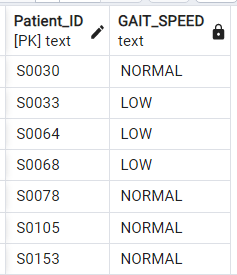 Patient_ID GAIT_SPEED
[PK] text text
S0030 NORMAL
S0033 LOW
S0064 LOW
S0068 LOW
S0078 NORMAL
S0105 NORMAL
S0153 NORMAL